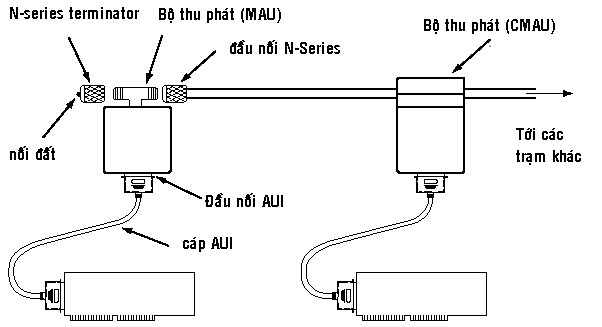 N-series terminator
Bộ thu phát (MAU)
đầu nối N-Series
Bộ thu phát (CMAU)
nối đất
Tới các
trạm khác
Đầu nối AUI
cáp AUI